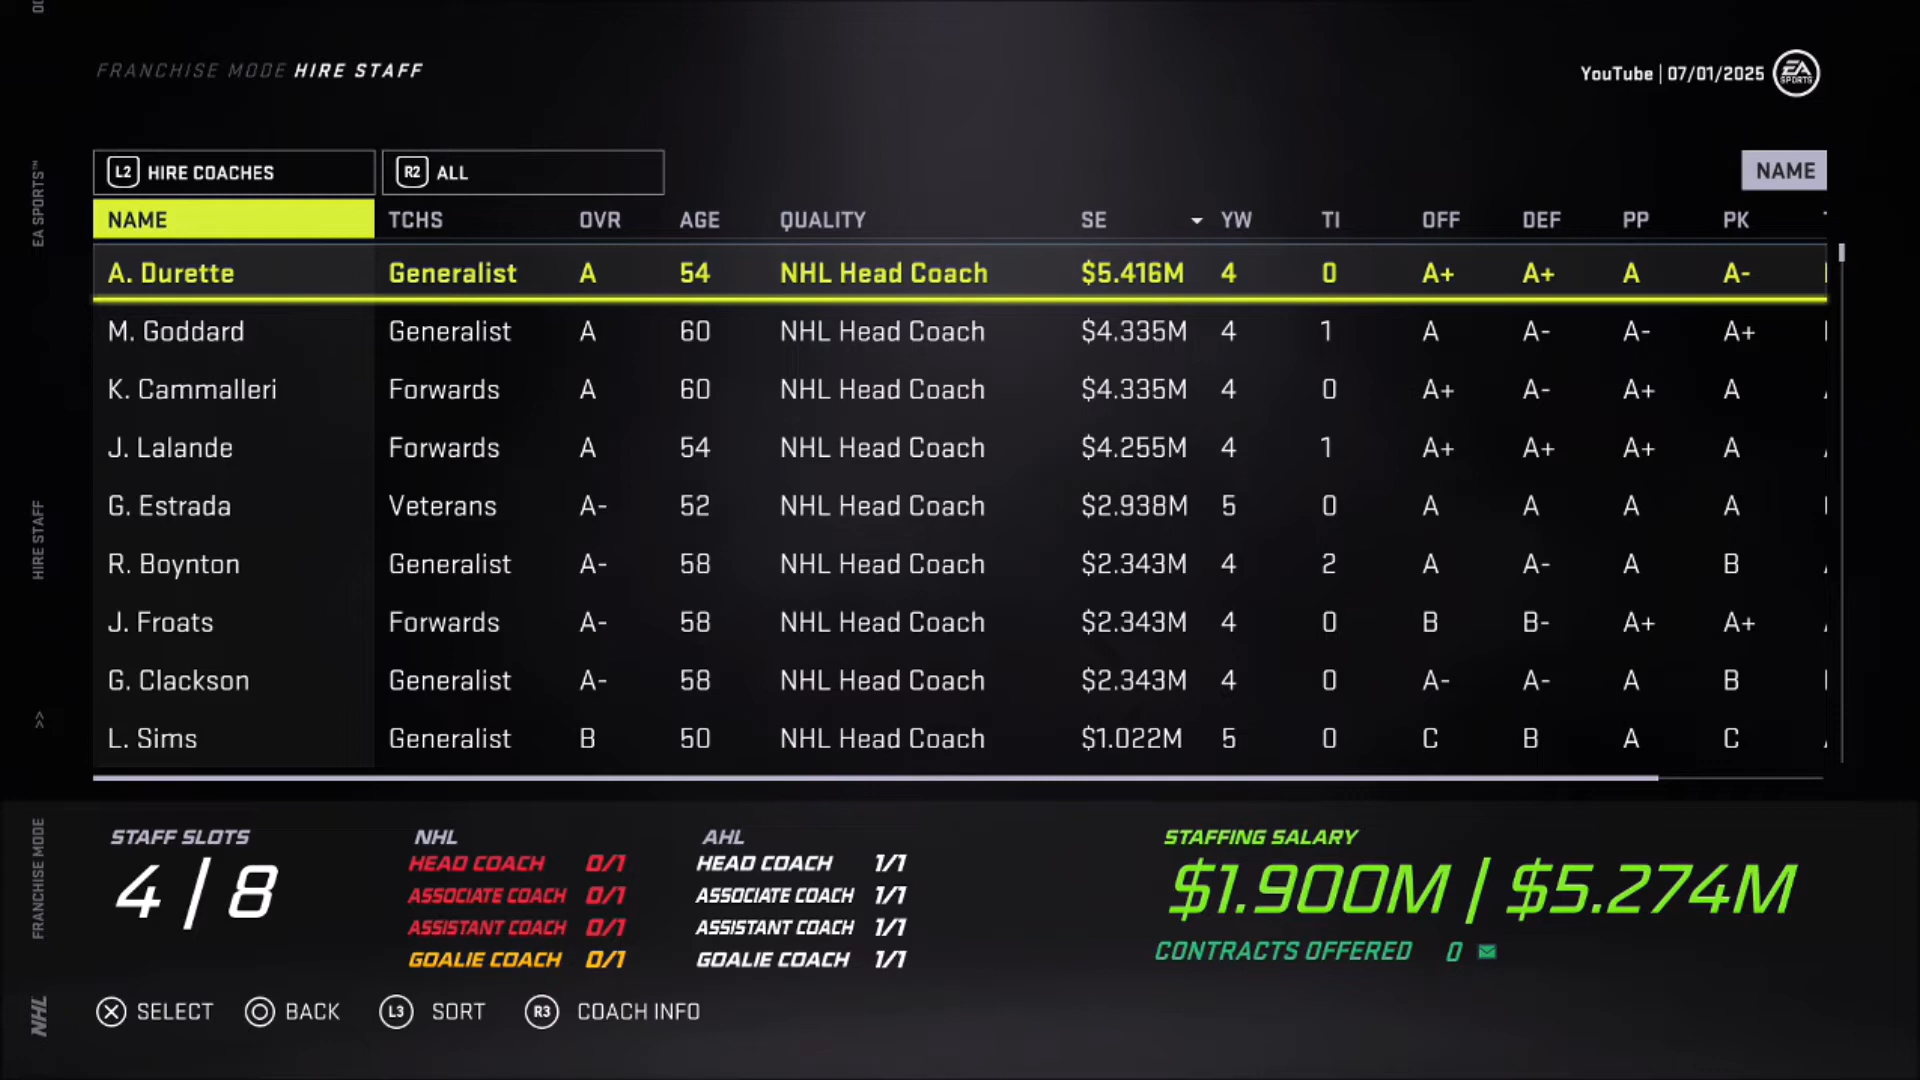 FRANCHISE MODE HIRE STAFF
YouTube | 07/01/2025
EA SPORTS
L2 HIRE COACHES R2 ALL NAME
NAME TCHS OVR AGE QUALITY SE YW TI OFF DEF PP PK
A. Durette Generalist A 54 NHL Head Coach $5.416M 4 0 A+ A+ A A-
M. Goddard Generalist A 60 NHL Head Coach $4.335M 4 1 A A- A- A+
K. Cammalleri Forwards A 60 NHL Head Coach $4.335M 4 0 A+ A- A+ A
J. Lalande Forwards A 54 NHL Head Coach $4.255M 4 1 A+ A+ A+ A
G. Estrada Veterans A- 52 NHL Head Coach $2.938M 5 0 A A A A
R. Boynton Generalist A- 58 NHL Head Coach $2.343M 4 2 A A- A B
J. Froats Forwards A- 58 NHL Head Coach $2.343M 4 0 B B- A+ A+
G. Clackson Generalist A- 58 NHL Head Coach $2.343M 4 0 A- A- A B
L. Sims Generalist B 50 NHL Head Coach $1.022M 5 0 C B A C
STAFF SLOTS
4 / 8
NHL
HEAD COACH 0/1
ASSOCIATE COACH 0/1
ASSISTANT COACH 0/1
GOALIE COACH 0/1
AHL
HEAD COACH 1/1
ASSOCIATE COACH 1/1
ASSISTANT COACH 1/1
GOALIE COACH 1/1
STAFFING SALARY
$1.900M | $5.274M
CONTRACTS OFFERED 0
SELECT BACK L3 SORT R3 COACH INFO
EA SPORTS™
HIRE STAFF
>>
FRANCHISE MODE
NHL